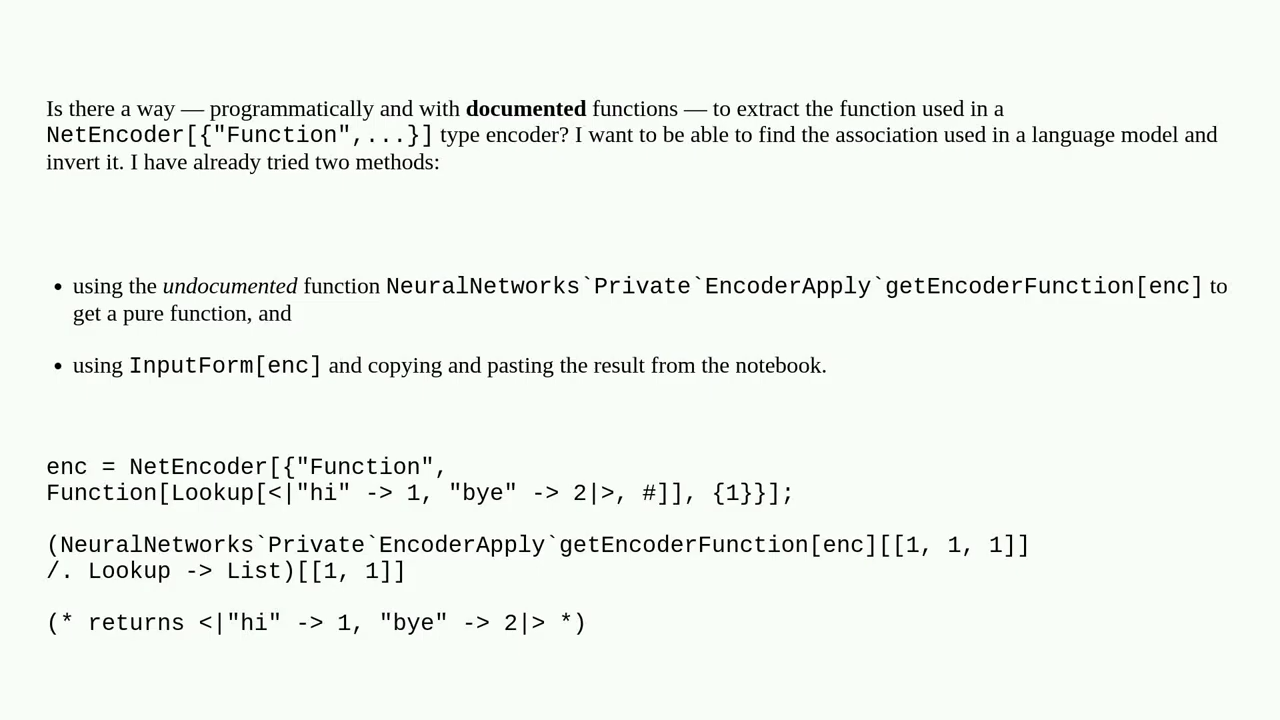 Is there a way — programmatically and with documented functions — to extract the function used in a
NetEncoder[{"Function",...}] type encoder? I want to be able to find the association used in a language model and
invert it. I have already tried two methods:
• using the undocumented function NeuralNetworks`Private`EncoderApply`getEncoderFunction[enc] to
get a pure function, and
• using InputForm[enc] and copying and pasting the result from the notebook.
enc = NetEncoder[{"Function",
Function[Lookup[<|"hi" -> 1, "bye" -> 2|>, #]], {1}}];
(NeuralNetworks`Private`EncoderApply`getEncoderFunction[enc][[1, 1, 1]]
/. Lookup -> List)[[1, 1]]
(* returns <|"hi" -> 1, "bye" -> 2|> *)